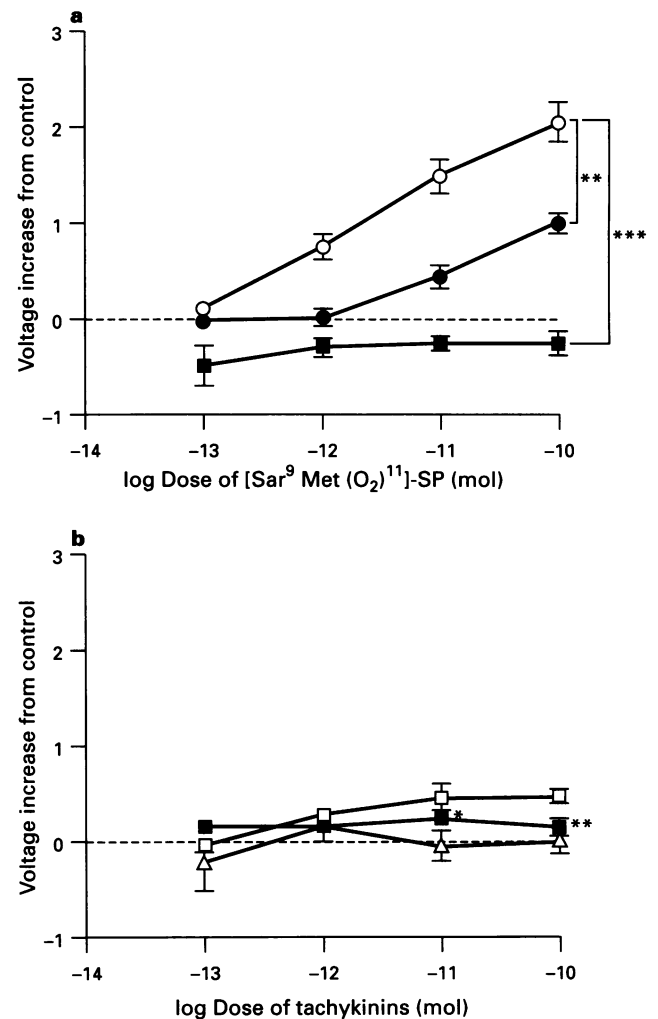 a
3
2
1
0
−1
Voltage increase from control
**
***
−14 −13 −12 −11 −10
log Dose of [Sar⁹ Met (O₂)¹¹]-SP (mol)
b
3
2
1
0
−1
Voltage increase from control
*
**
−14 −13 −12 −11 −10
log Dose of tachykinins (mol)